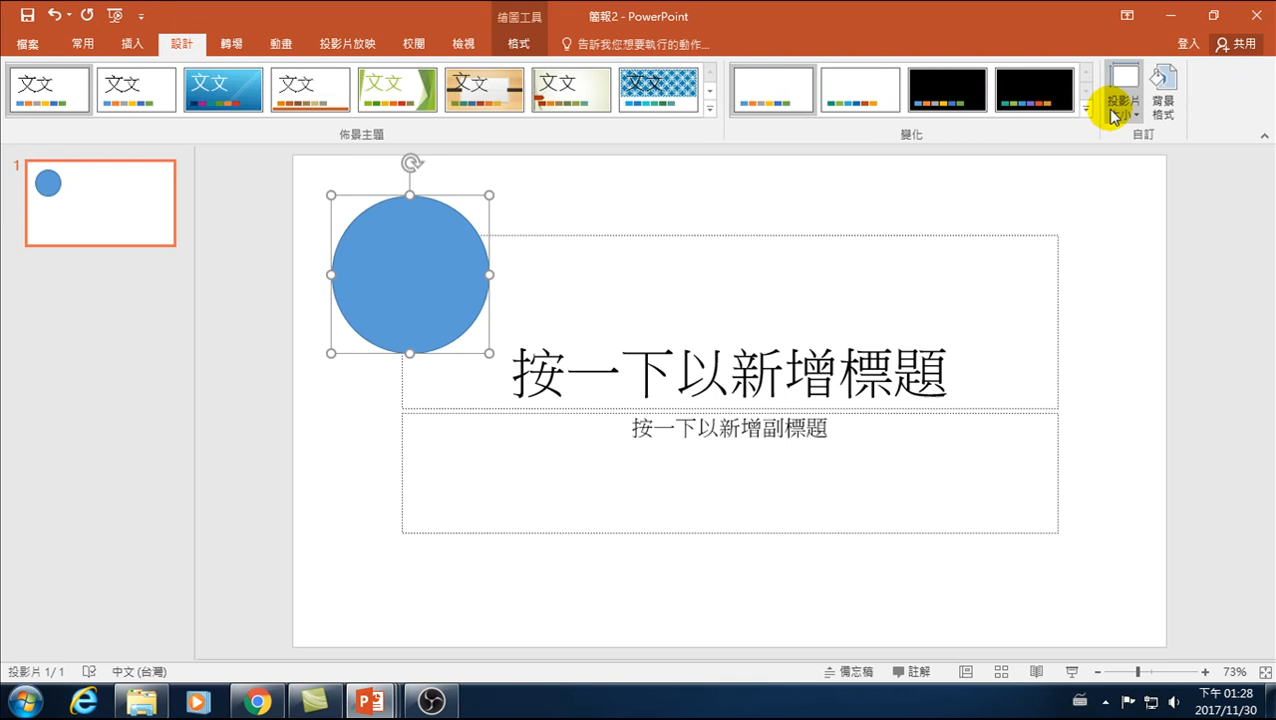 繪圖工具
簡報2 - PowerPoint
檔案 常用 插入 設計 轉場 動畫 投影片放映 校閱 檢視 格式 告訴我您想要執行的動作... 登入 共用
文文 文文 文文 文文 文文 文文 文文 文文
投影片 背景
小 格式
佈景主題 變化 自訂
1
按一下以新增標題
按一下以新增副標題
投影片 1 / 1 中文 (台灣) 備忘稿 註解 73%
下午 01:28
2017/11/30